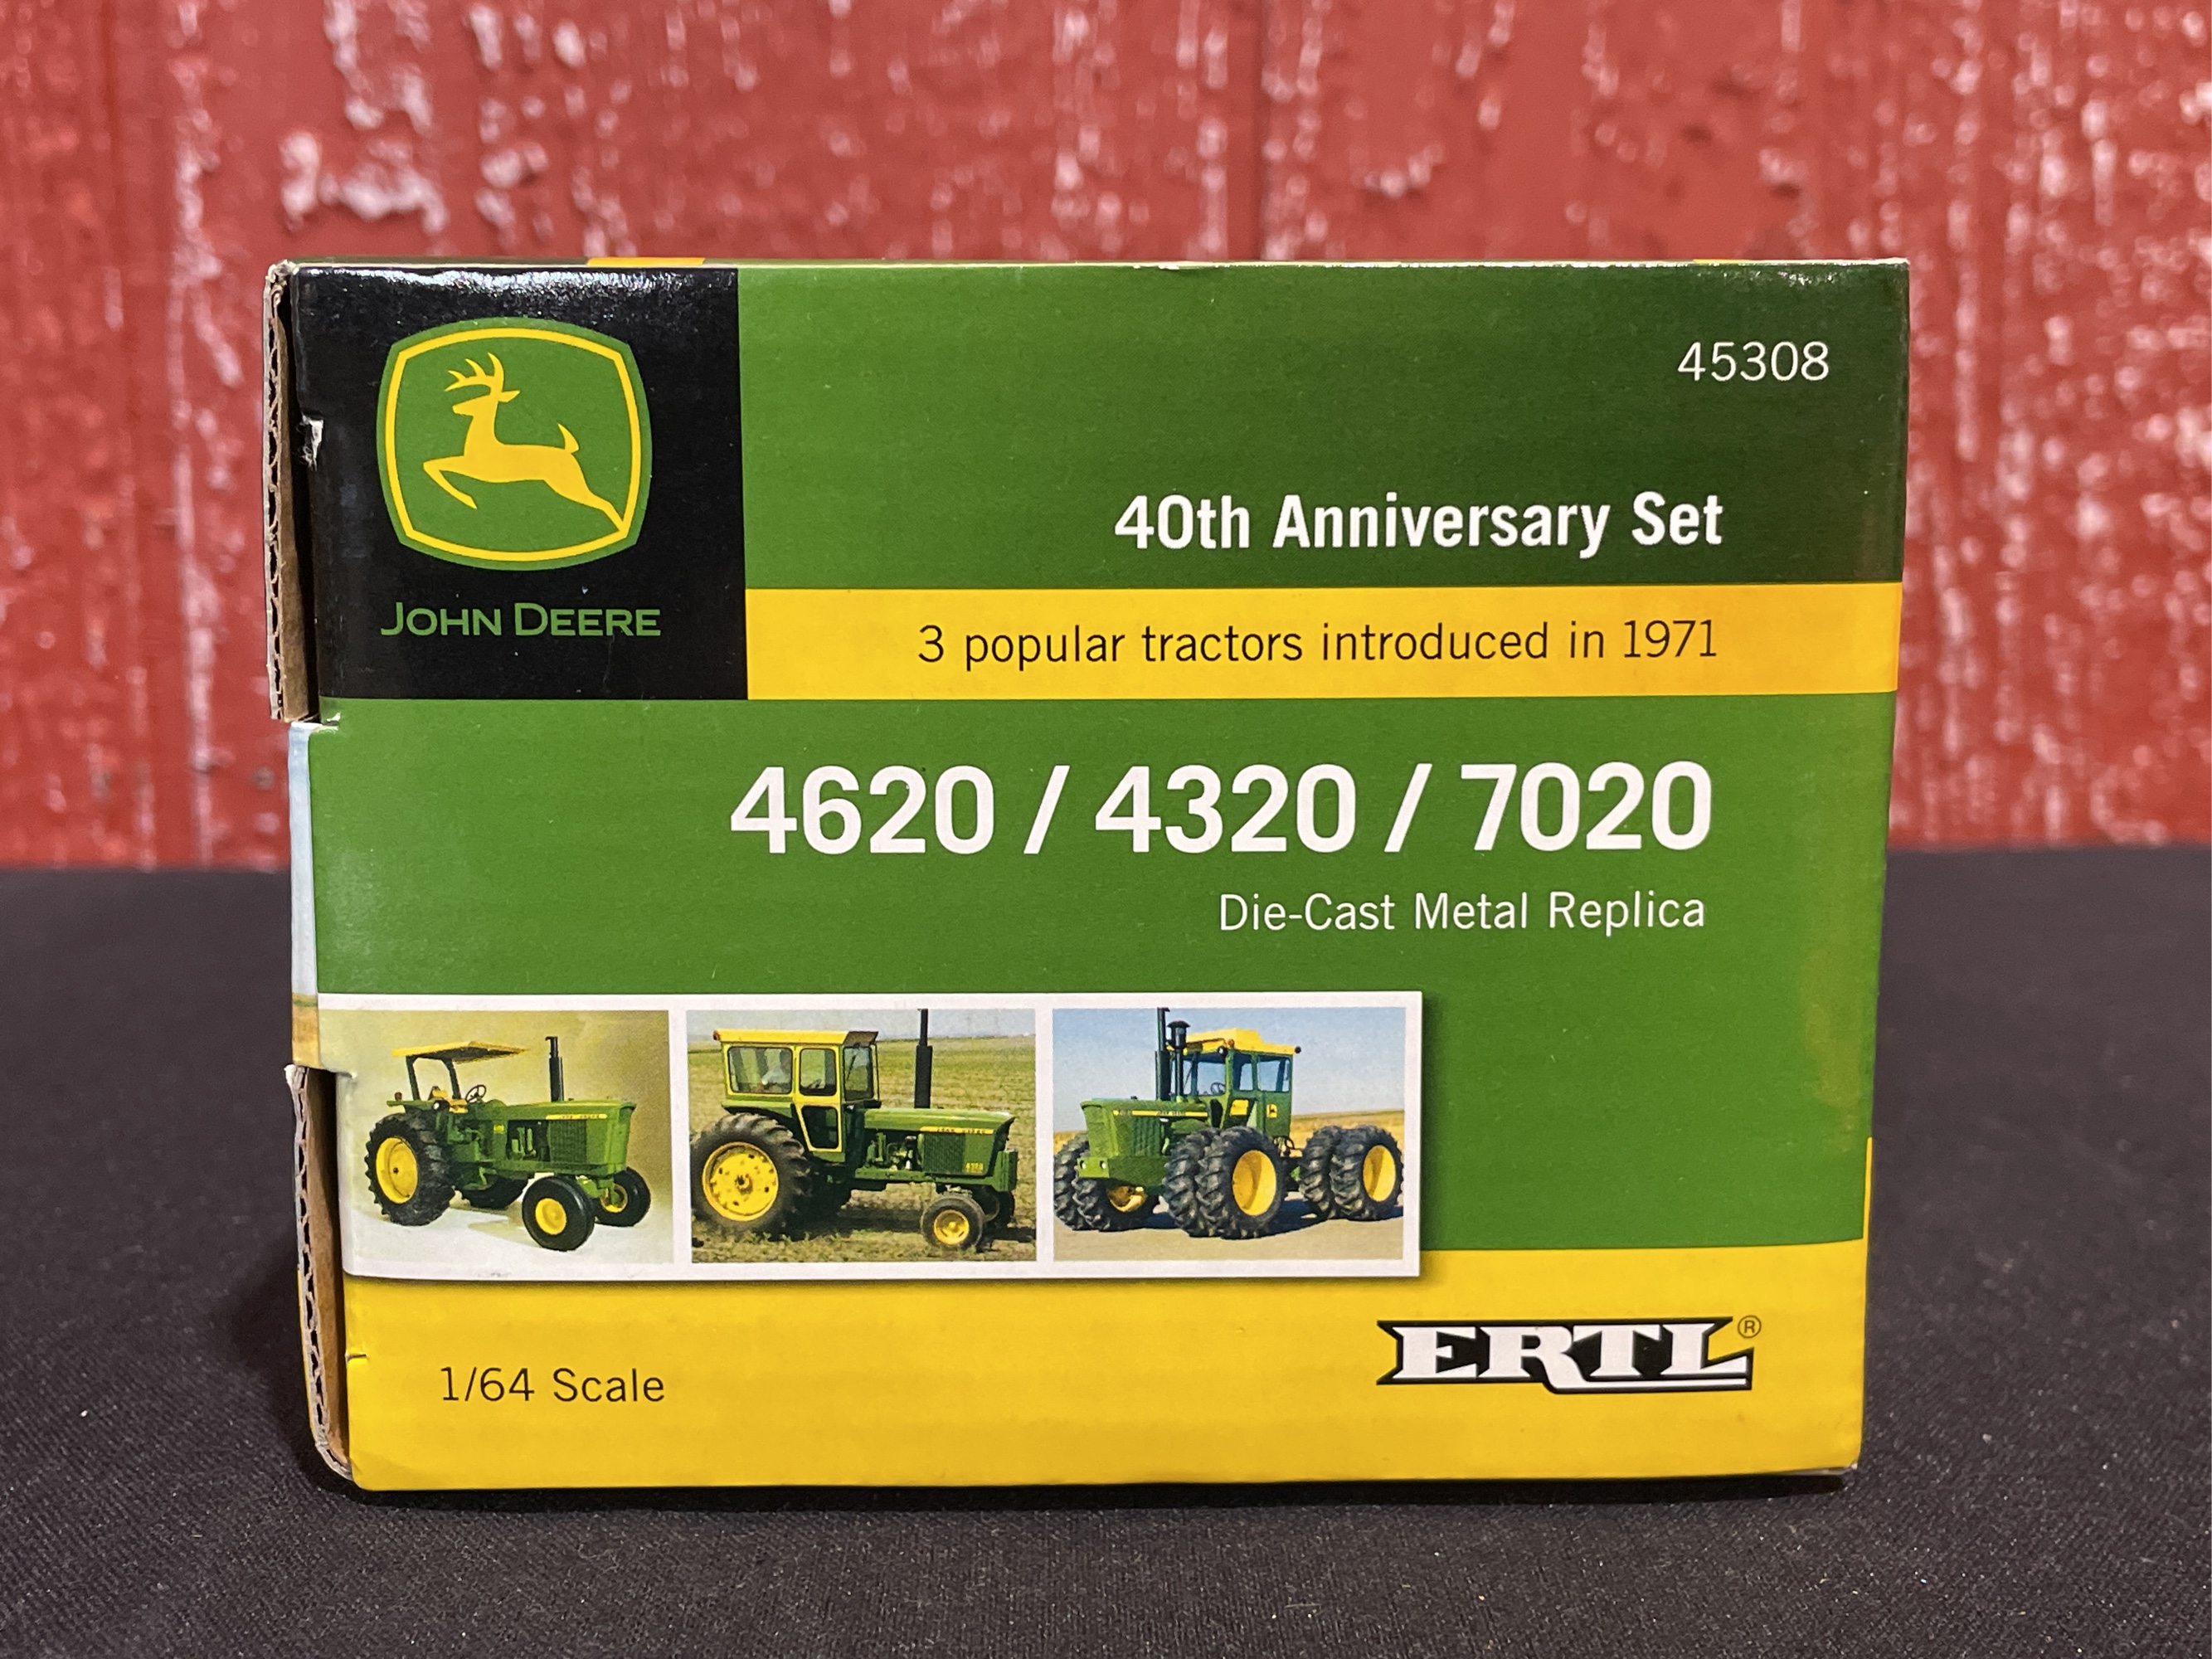 45308
40th Anniversary Set
JOHN DEERE
3 popular tractors introduced in 1971
4620 / 4320 / 7020
Die-Cast Metal Replica
1/64 Scale
ERTL®